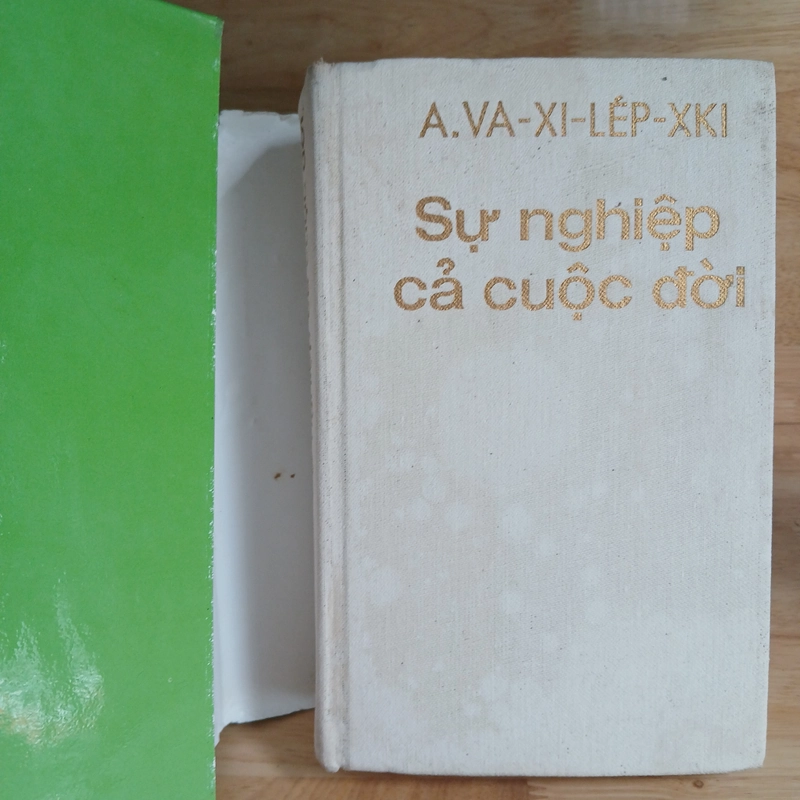 A.VA-XI-LÉP-XKI
Sự nghiệp
cả cuộc đời